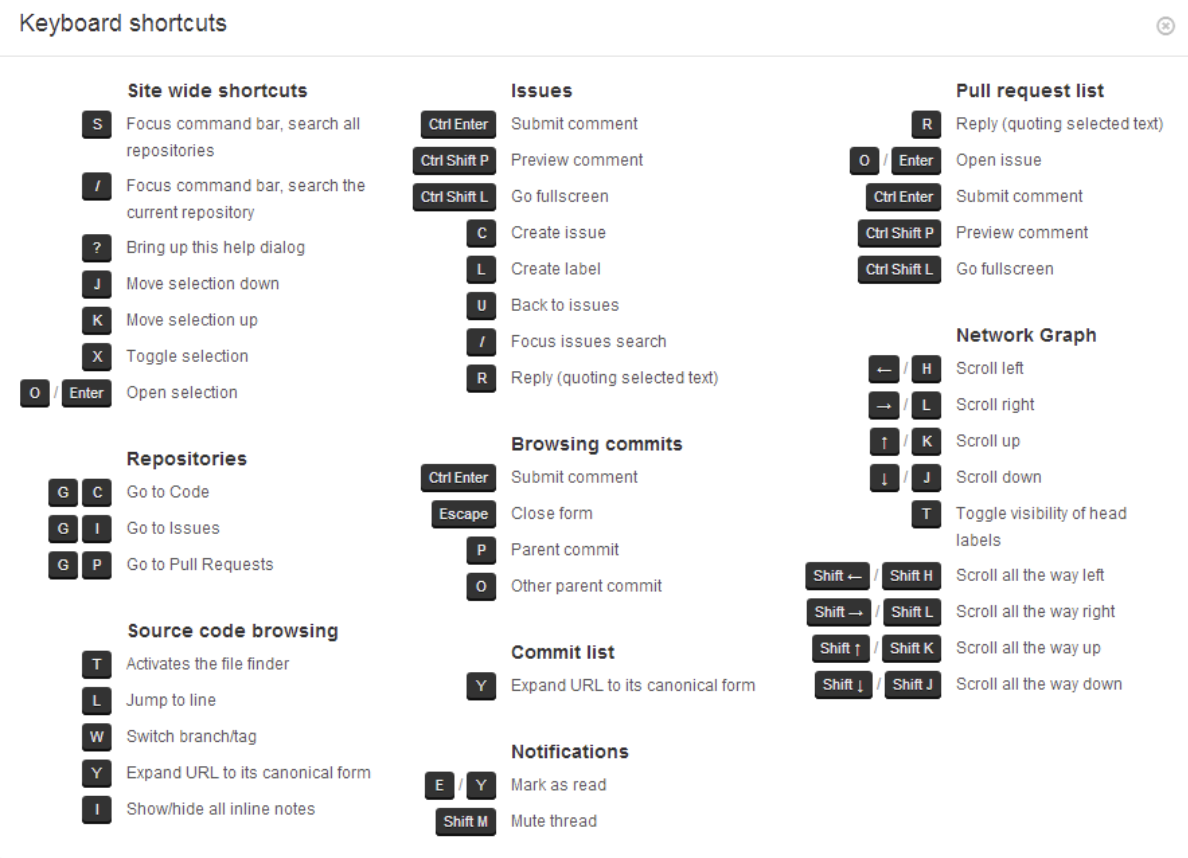 Keyboard shortcuts
Site wide shortcuts
S Focus command bar, search all
repositories
/ Focus command bar, search the
current repository
? Bring up this help dialog
J Move selection down
K Move selection up
X Toggle selection
O / Enter Open selection
Repositories
G C Go to Code
G I Go to Issues
G P Go to Pull Requests
Source code browsing
T Activates the file finder
L Jump to line
W Switch branch/tag
Y Expand URL to its canonical form
I Show/hide all inline notes
Issues
Ctrl Enter Submit comment
Ctrl Shift P Preview comment
Ctrl Shift L Go fullscreen
C Create issue
L Create label
U Back to issues
/ Focus issues search
R Reply (quoting selected text)
Browsing commits
Ctrl Enter Submit comment
Escape Close form
P Parent commit
O Other parent commit
Commit list
Y Expand URL to its canonical form
Notifications
E / Y Mark as read
Shift M Mute thread
Pull request list
R Reply (quoting selected text)
O / Enter Open issue
Ctrl Enter Submit comment
Ctrl Shift P Preview comment
Ctrl Shift L Go fullscreen
Network Graph
← / H Scroll left
→ / L Scroll right
↑ / K Scroll up
↓ / J Scroll down
T Toggle visibility of head
labels
Shift ← / Shift H Scroll all the way left
Shift → / Shift L Scroll all the way right
Shift ↑ / Shift K Scroll all the way up
Shift ↓ / Shift J Scroll all the way down